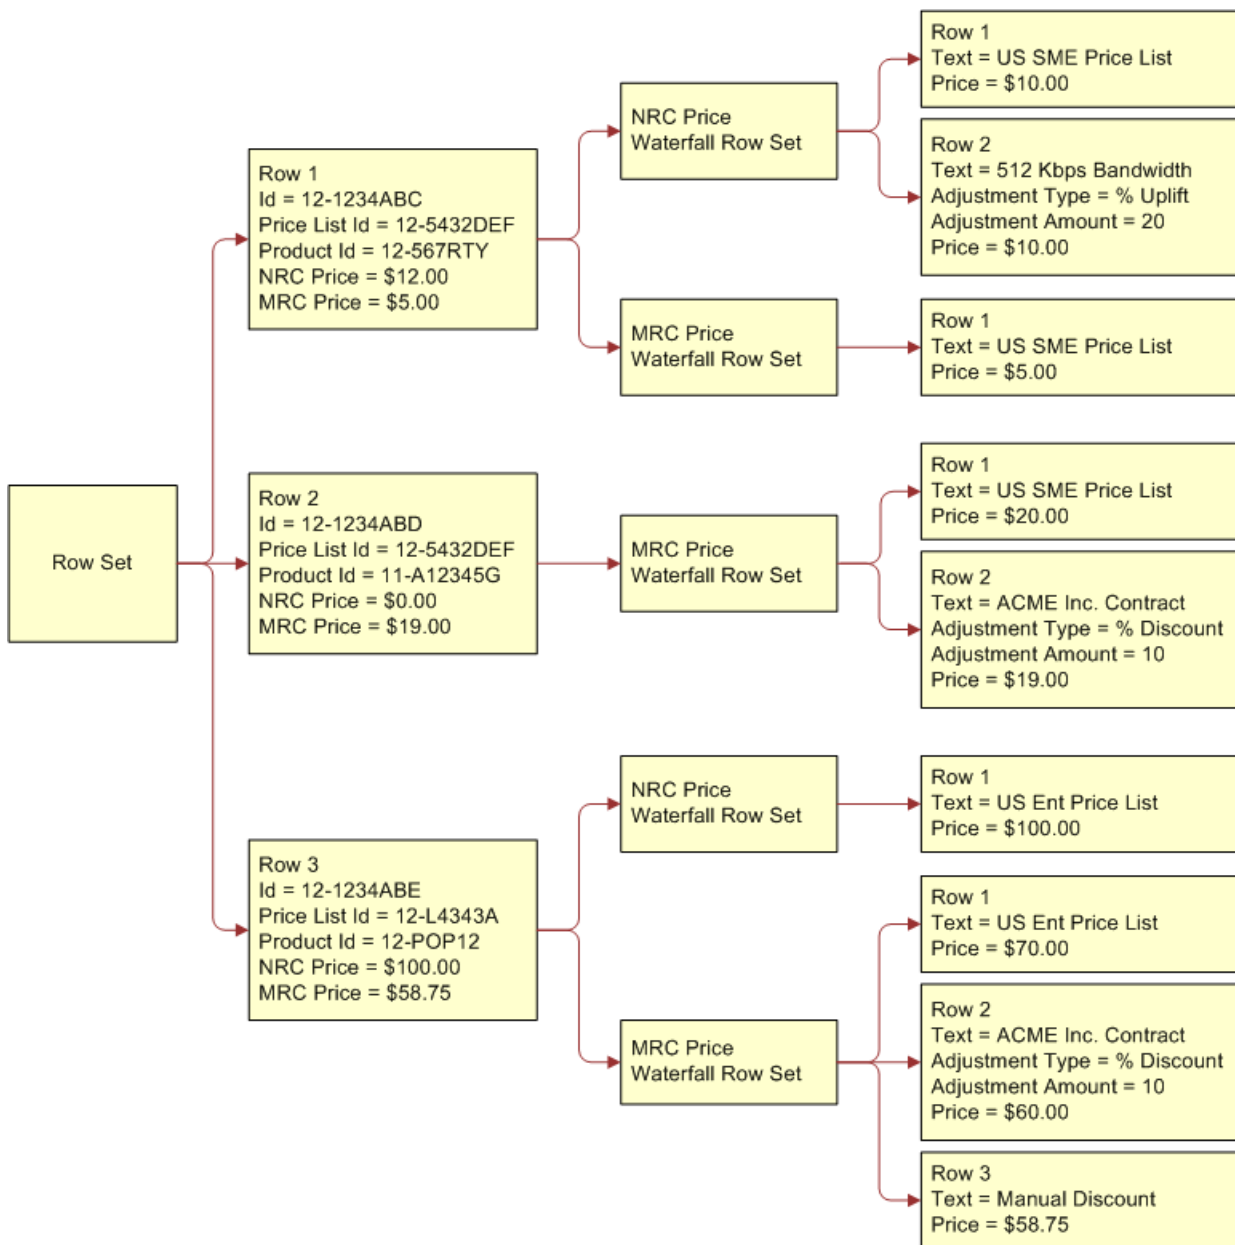 Row Set
Row 1
Id = 12-1234ABC
Price List Id = 12-5432DEF
Product Id = 12-567RTY
NRC Price = $12.00
MRC Price = $5.00
NRC Price
Waterfall Row Set
Row 1
Text = US SME Price List
Price = $10.00
Row 2
Text = 512 Kbps Bandwidth
Adjustment Type = % Uplift
Adjustment Amount = 20
Price = $10.00
MRC Price
Waterfall Row Set
Row 1
Text = US SME Price List
Price = $5.00
Row 2
Id = 12-1234ABD
Price List Id = 12-5432DEF
Product Id = 11-A12345G
NRC Price = $0.00
MRC Price = $19.00
MRC Price
Waterfall Row Set
Row 1
Text = US SME Price List
Price = $20.00
Row 2
Text = ACME Inc. Contract
Adjustment Type = % Discount
Adjustment Amount = 10
Price = $19.00
Row 3
Id = 12-1234ABE
Price List Id = 12-L4343A
Product Id = 12-POP12
NRC Price = $100.00
MRC Price = $58.75
NRC Price
Waterfall Row Set
Row 1
Text = US Ent Price List
Price = $100.00
MRC Price
Waterfall Row Set
Row 1
Text = US Ent Price List
Price = $70.00
Row 2
Text = ACME Inc. Contract
Adjustment Type = % Discount
Adjustment Amount = 10
Price = $60.00
Row 3
Text = Manual Discount
Price = $58.75